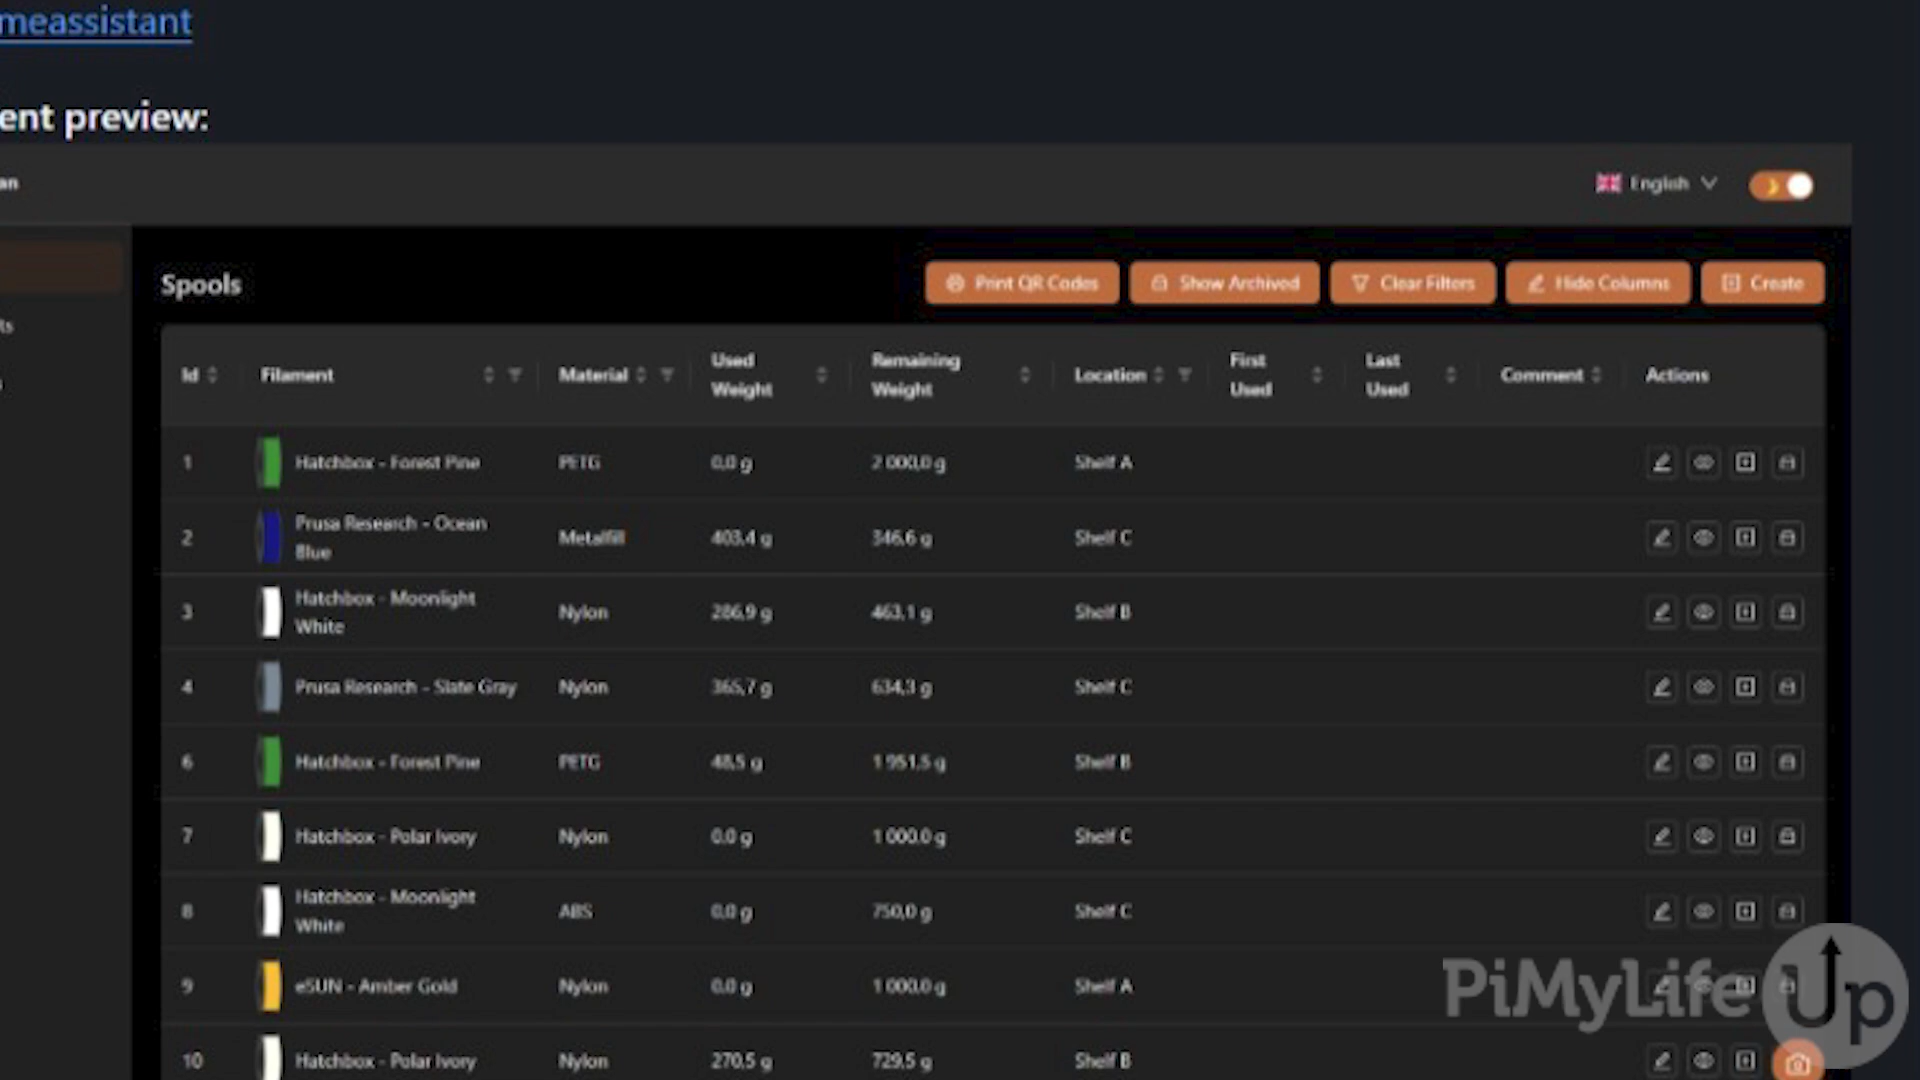 meassistant
ent preview:
an
English
Spools
Print QR Codes
Show Archived
Clear Filters
Hide Columns
Create
ts
Id Filament Material Used Weight Remaining Weight Location First Used Last Used Comment Actions
1 Hatchbox - Forest Pine PETG 0,0 g 2 000,0 g Shelf A
2 Prusa Research - Ocean Blue Metalfill 403,4 g 346,6 g Shelf C
3 Hatchbox - Moonlight White Nylon 286,9 g 463,1 g Shelf B
4 Prusa Research - Slate Gray Nylon 365,7 g 634,3 g Shelf C
6 Hatchbox - Forest Pine PETG 48,5 g 1 951,5 g Shelf B
7 Hatchbox - Polar Ivory Nylon 0,0 g 1 000,0 g Shelf C
8 Hatchbox - Moonlight White ABS 0,0 g 750,0 g Shelf C
9 eSUN - Amber Gold Nylon 0,0 g 1 000,0 g Shelf A
10 Hatchbox - Polar Ivory Nylon 270,5 g 729,5 g Shelf B
PiMyLifeUp